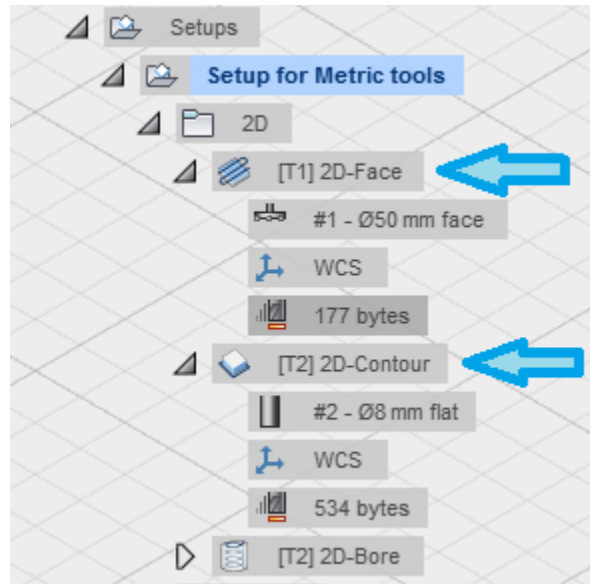 Setups
Setup for Metric tools
2D
[T1] 2D-Face
#1 - Ø50 mm face
WCS
177 bytes
[T2] 2D-Contour
#2 - Ø8 mm flat
WCS
534 bytes
[T2] 2D-Bore